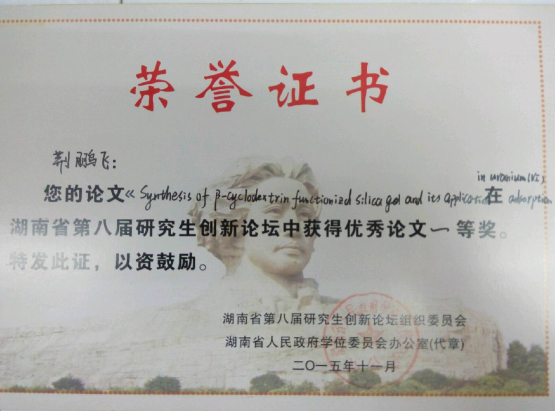 荣誉证书
荆鹏飞:
in uranium(VI)
您的论文《Synthesis of β-cyclodextrin functionized silica gel and its application 在 adsorption
湖南省第八届研究生创新论坛中获得优秀论文一等奖。
特发此证，以资鼓励。
湖南省第八届研究生创新论坛组织委员会
湖南省人民政府学位委员会办公室(代章)
二〇一五年十一月